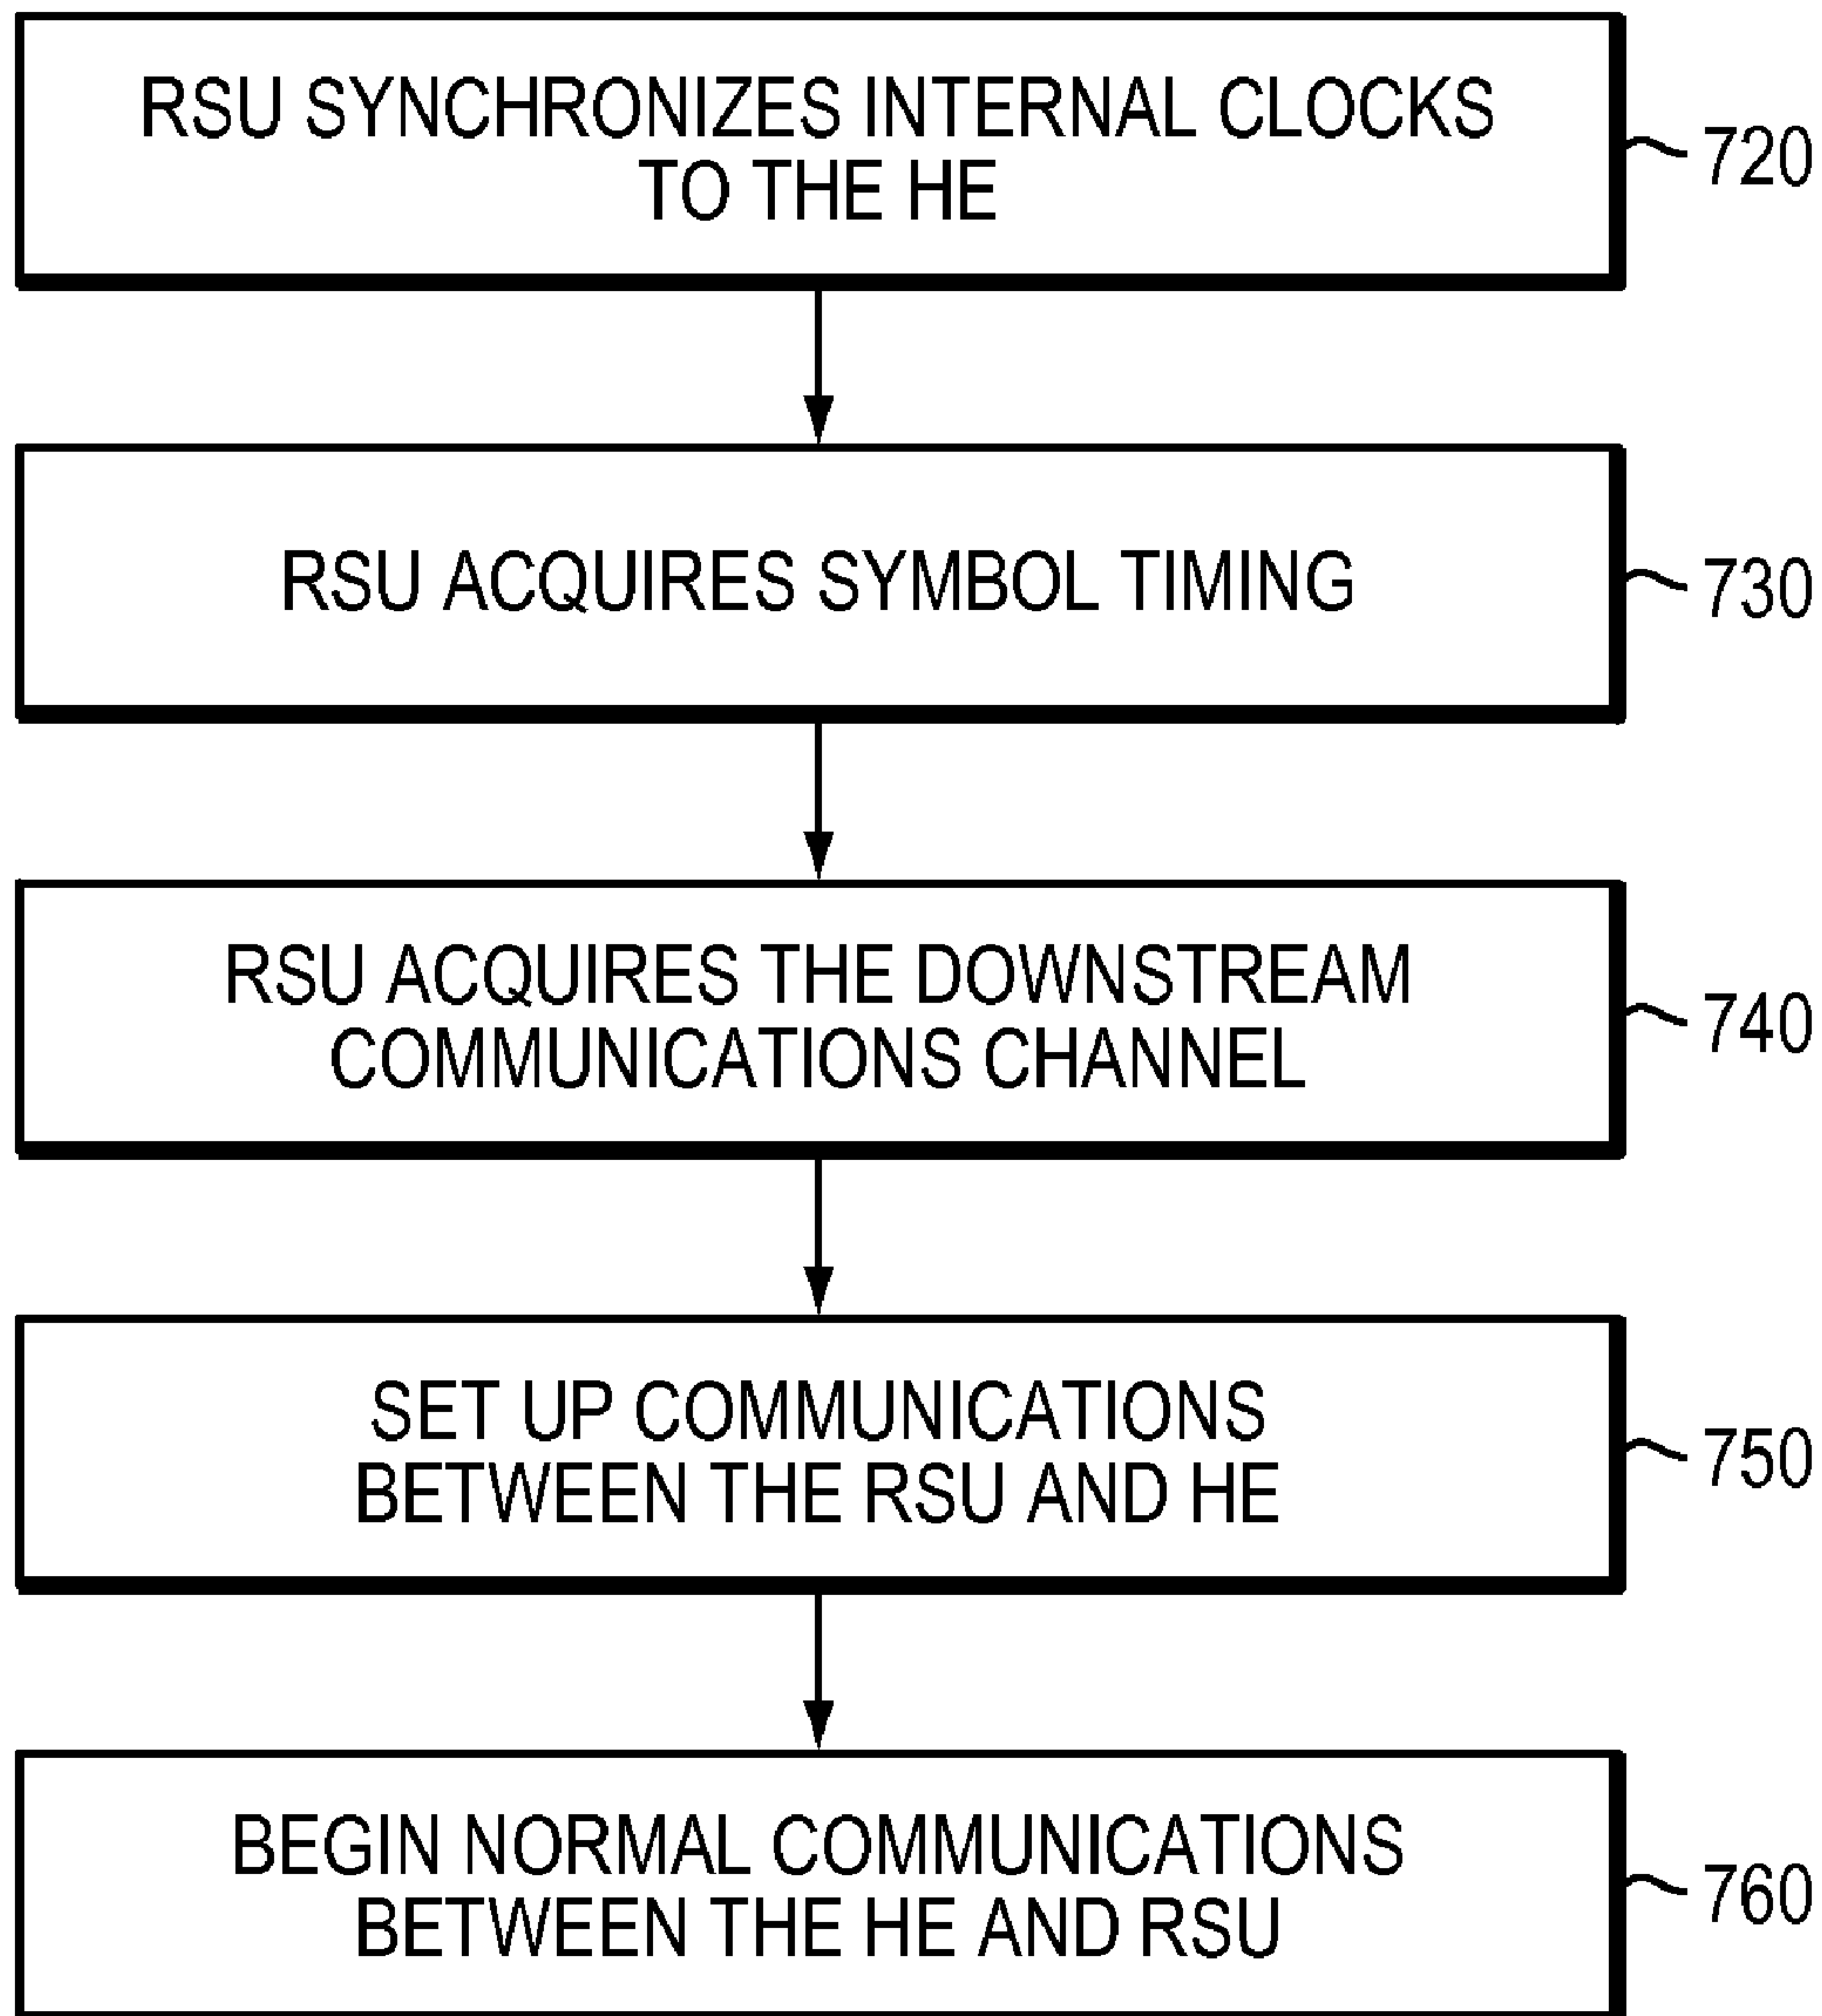 RSU SYNCHRONIZES INTERNAL CLOCKS
TO THE HE
720
RSU ACQUIRES SYMBOL TIMING
730
RSU ACQUIRES THE DOWNSTREAM
COMMUNICATIONS CHANNEL
740
SET UP COMMUNICATIONS
BETWEEN THE RSU AND HE
750
BEGIN NORMAL COMMUNICATIONS
BETWEEN THE HE AND RSU
760